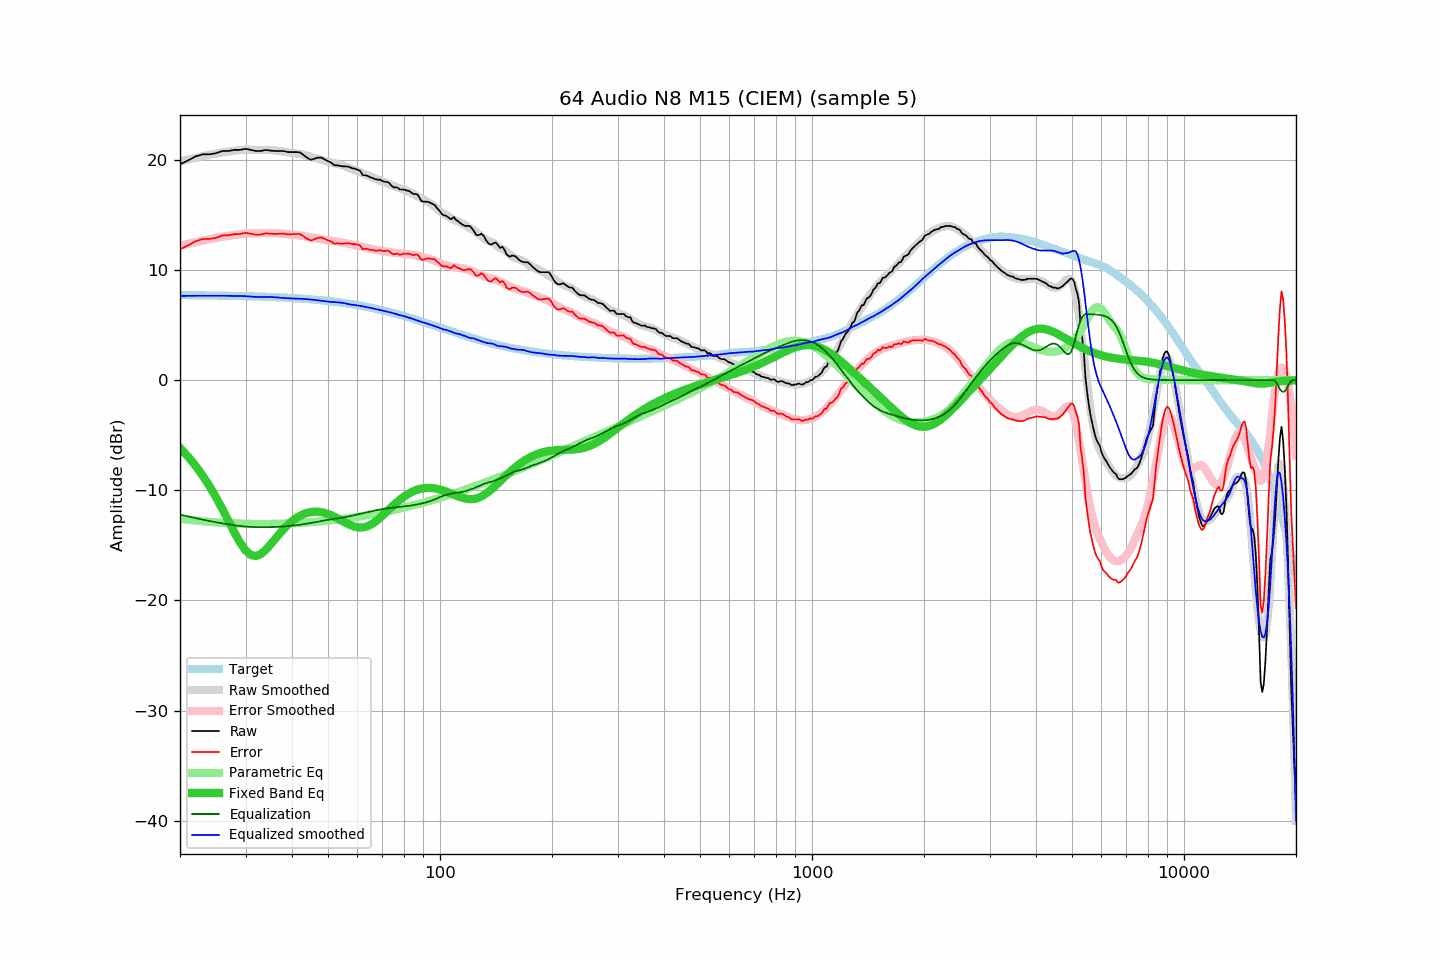 64 Audio N8 M15 (CIEM) (sample 5)
20
10
0
−10
−20
−30
−40
Amplitude (dBr)
Target
Raw Smoothed
Error Smoothed
Raw
Error
Parametric Eq
Fixed Band Eq
Equalization
Equalized smoothed
100
1000
10000
Frequency (Hz)